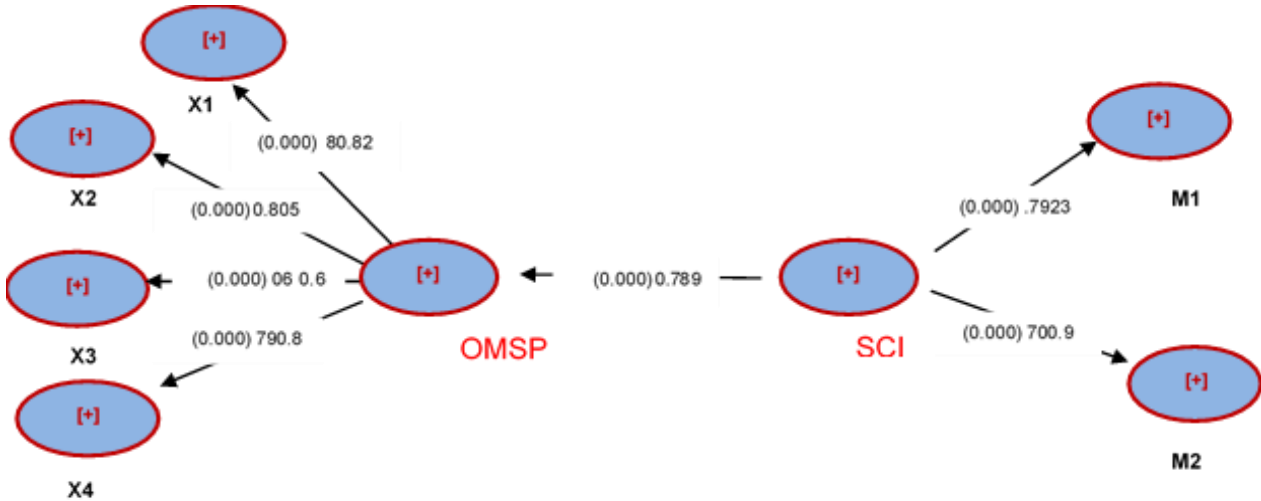 [+]
X1
(0.000) 80.82
[+]
X2
(0.000) 0.805
[+]
X3
(0.000) 06 0.6
[+]
X4
(0.000) 790.8
[+]
OMSP
(0.000) 0.789
[+]
SCI
[+]
M1
(0.000) .7923
[+]
M2
(0.000) 700.9